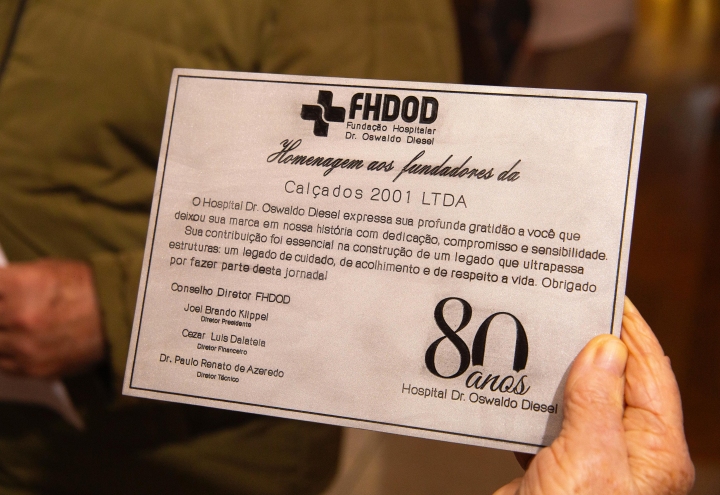 FHDOD
Fundação Hospitalar
Dr. Oswaldo Diesel
Homenagem aos fundadores da
Calçados 2001 LTDA
O Hospital Dr. Oswaldo Diesel expressa sua profunda gratidão a você que
deixou sua marca em nossa história com dedicação, compromisso e sensibilidade.
Sua contribuição foi essencial na construção de um legado que ultrapassa
estruturas: um legado de cuidado, de acolhimento e de respeito a vida. Obrigado
por fazer parte desta jornada!
Conselho Diretor FHDOD
Joel Brando Klippel
Diretor Presidente
Cezar Luis Dalateia
Diretor Financeiro
Dr. Paulo Renato de Azeredo
Diretor Técnico
80
anos
Hospital Dr. Oswaldo Diesel